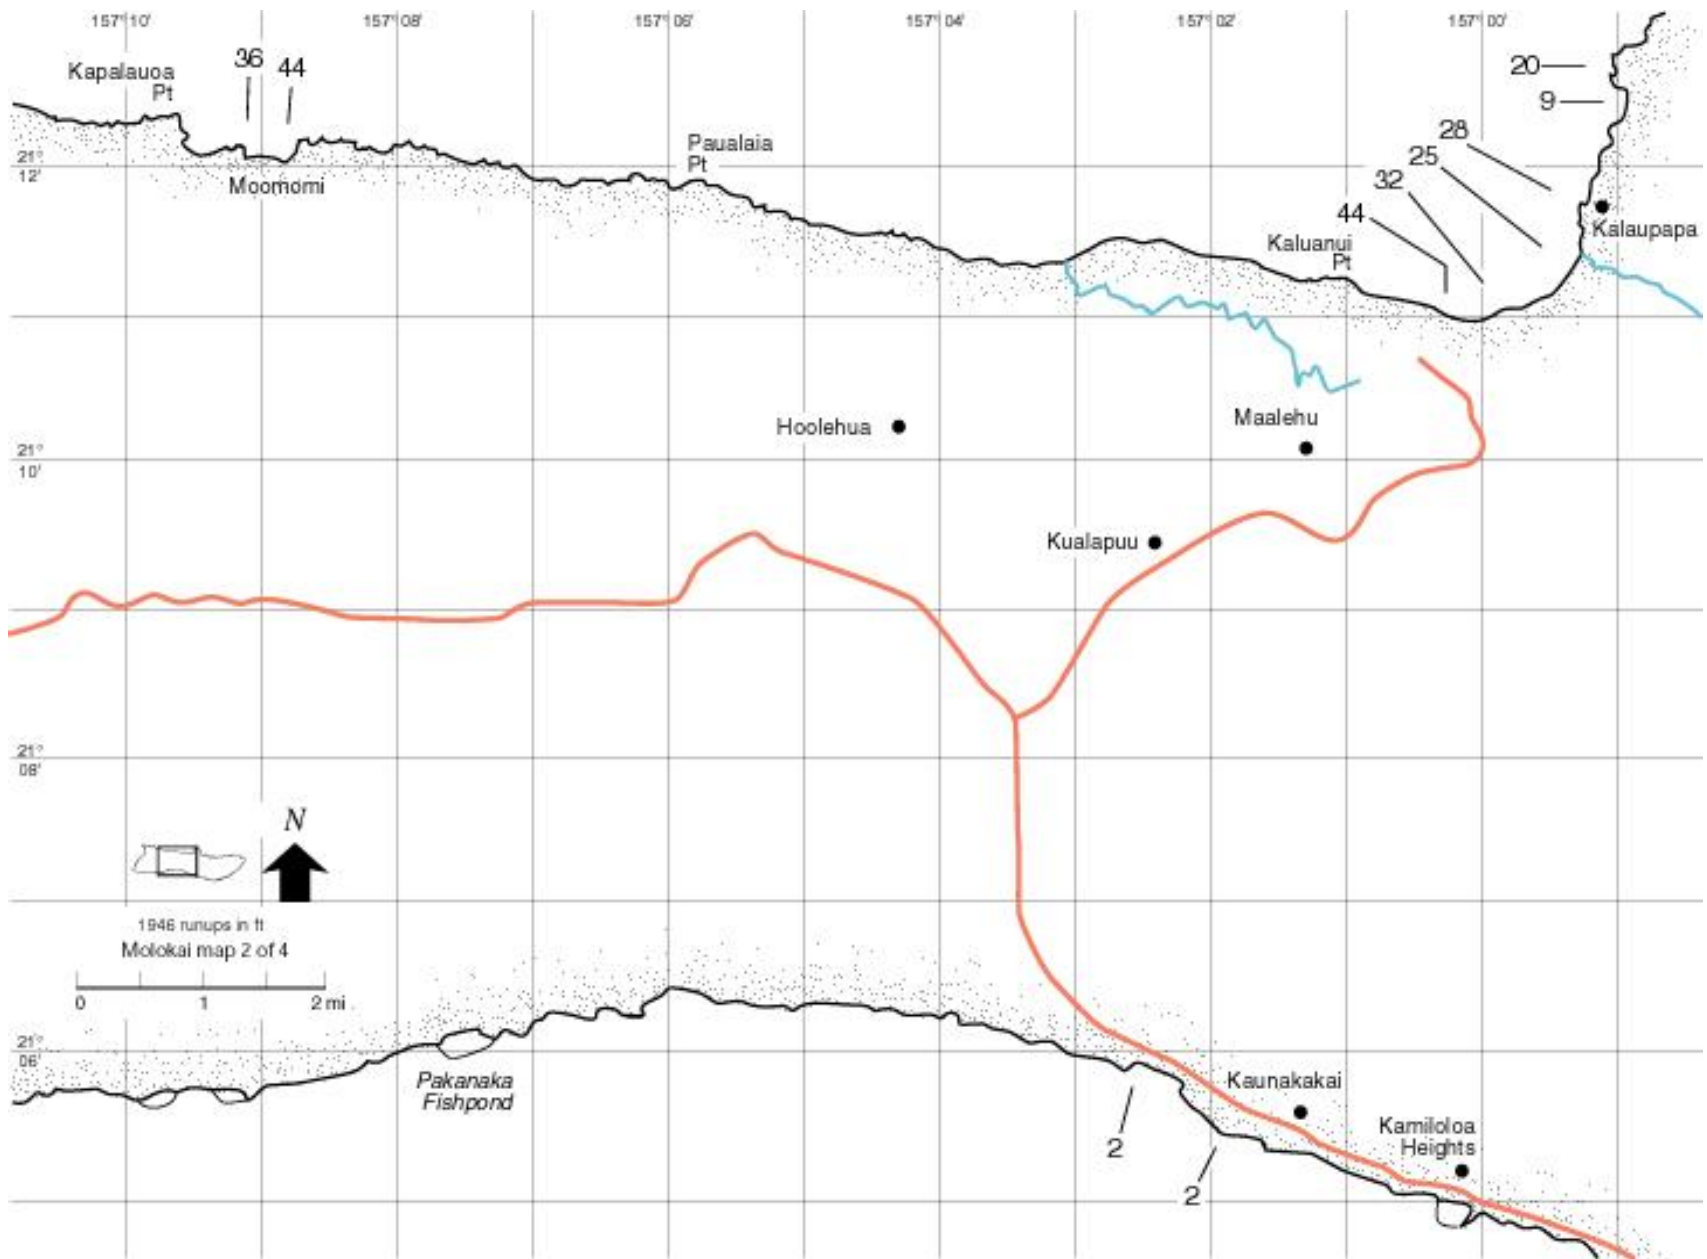 157° 10'
157° 08'
157° 06'
157° 04'
157° 02'
157° 00'
Kapalauoa
Pt
36
44
20
9
28
25
32
44
Paualaia
Pt
21°
12'
Moomomi
Kaluanui
Pt
Kalaupapa
Hoolehua
Maalehu
21°
10'
Kualapuu
21°
08'
N
1946 runups in ft
Molokai map 2 of 4
0 1 2 mi
21°
06'
Pakanaka
Fishpond
Kaunakakai
2
Kamiloloa
Heights
2